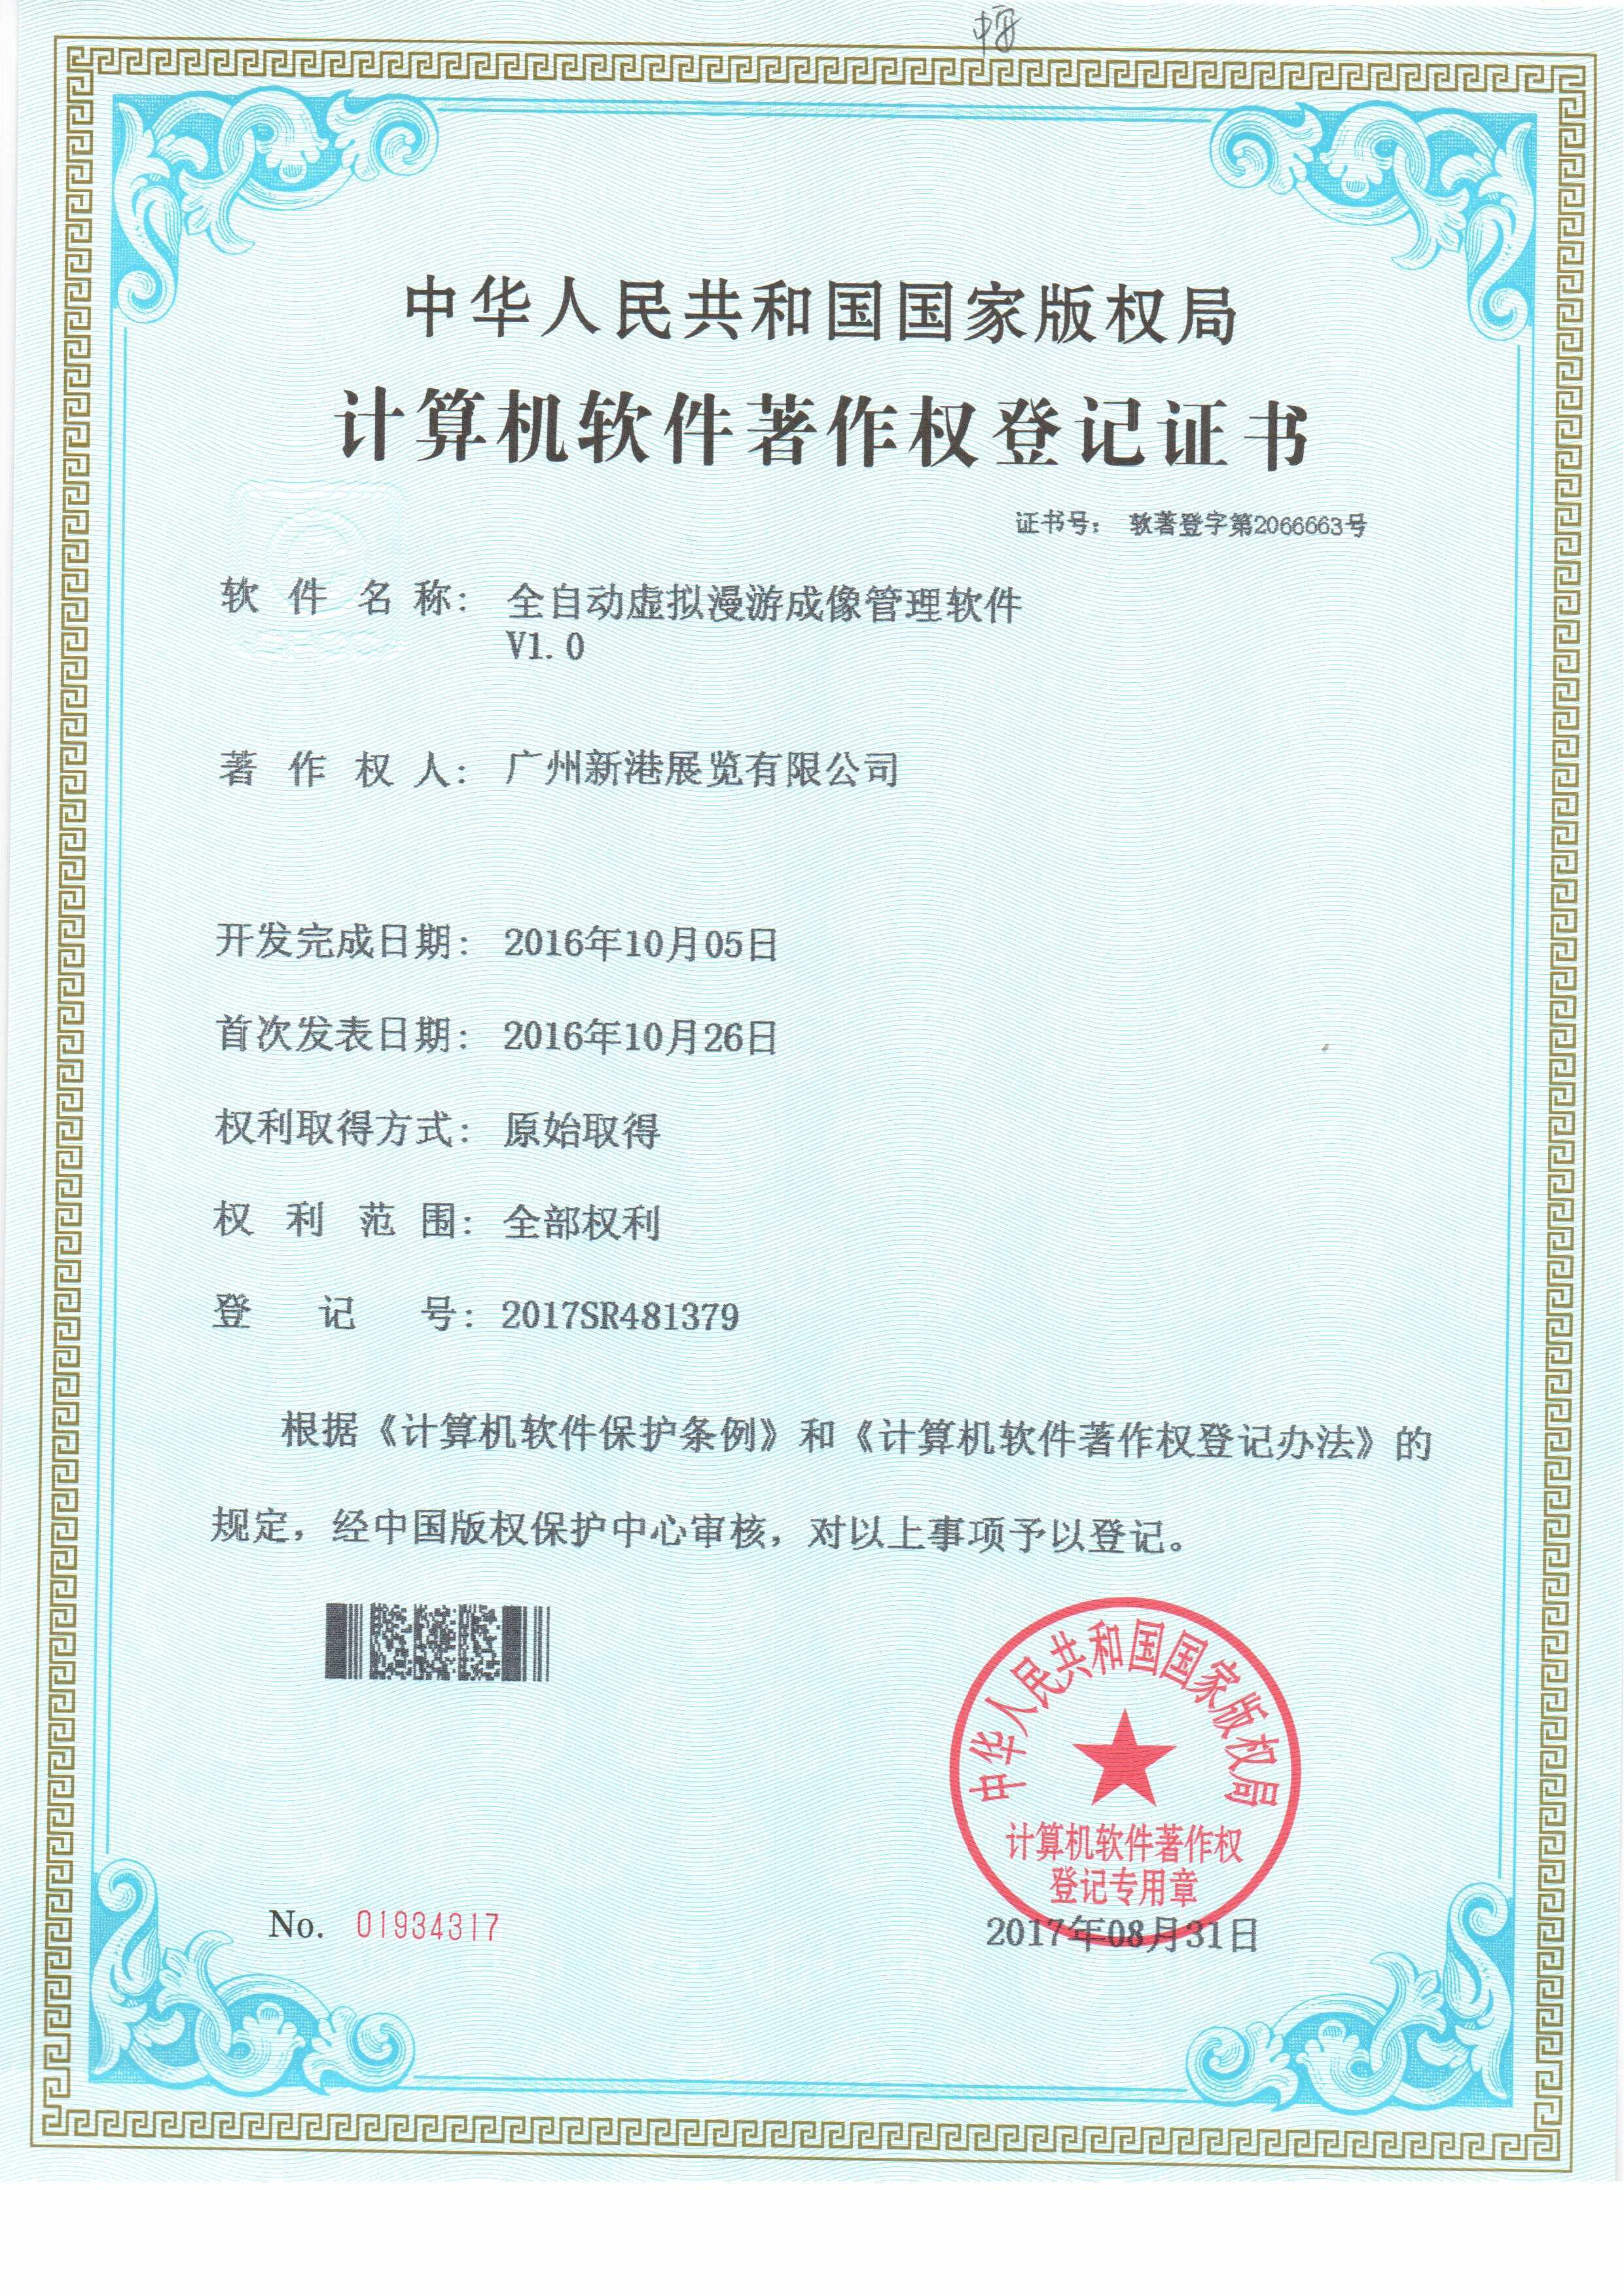 中华人民共和国国家版权局
计算机软件著作权登记证书
证书号： 软著登字第2066663号
软件名称： 全自动虚拟漫游成像管理软件
V1.0
著作权人： 广州新港展览有限公司
开发完成日期： 2016年10月05日
首次发表日期： 2016年10月26日
权利取得方式： 原始取得
权利范围： 全部权利
登记号： 2017SR481379
根据《计算机软件保护条例》和《计算机软件著作权登记办法》的
规定，经中国版权保护中心审核，对以上事项予以登记。
中华人民共和国国家版权局
计算机软件著作权
登记专用章
No. 01934317
2017年08月31日